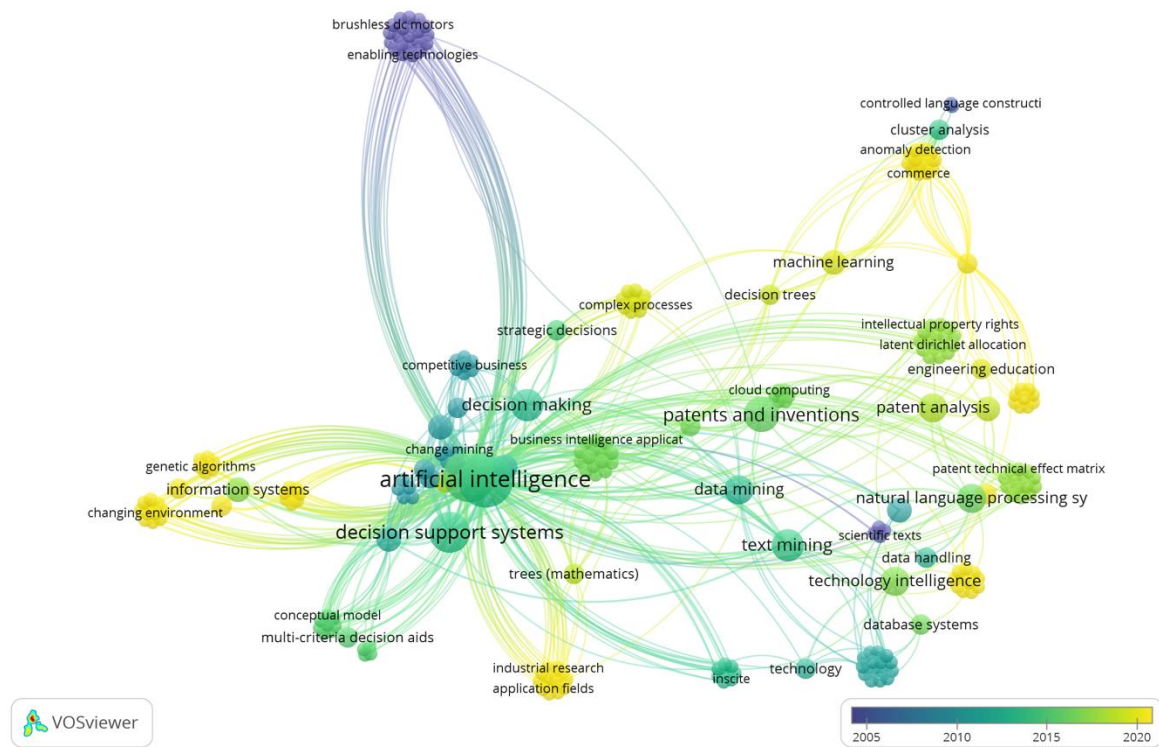 brushless dc motors
enabling technologies
controlled language constructi
cluster analysis
anomaly detection
commerce
machine learning
decision trees
complex processes
strategic decisions
intellectual property rights
latent dirichlet allocation
engineering education
competitive business
decision making
cloud computing
patents and inventions
patent analysis
business intelligence applicat
change mining
artificial intelligence
genetic algorithms
information systems
changing environment
patent technical effect matrix
data mining
natural language processing sy
decision support systems
scientific texts
text mining
data handling
trees (mathematics)
technology intelligence
conceptual model
multi-criteria decision aids
database systems
industrial research
application fields
inscite
technology
VOSviewer
2005 2010 2015 2020